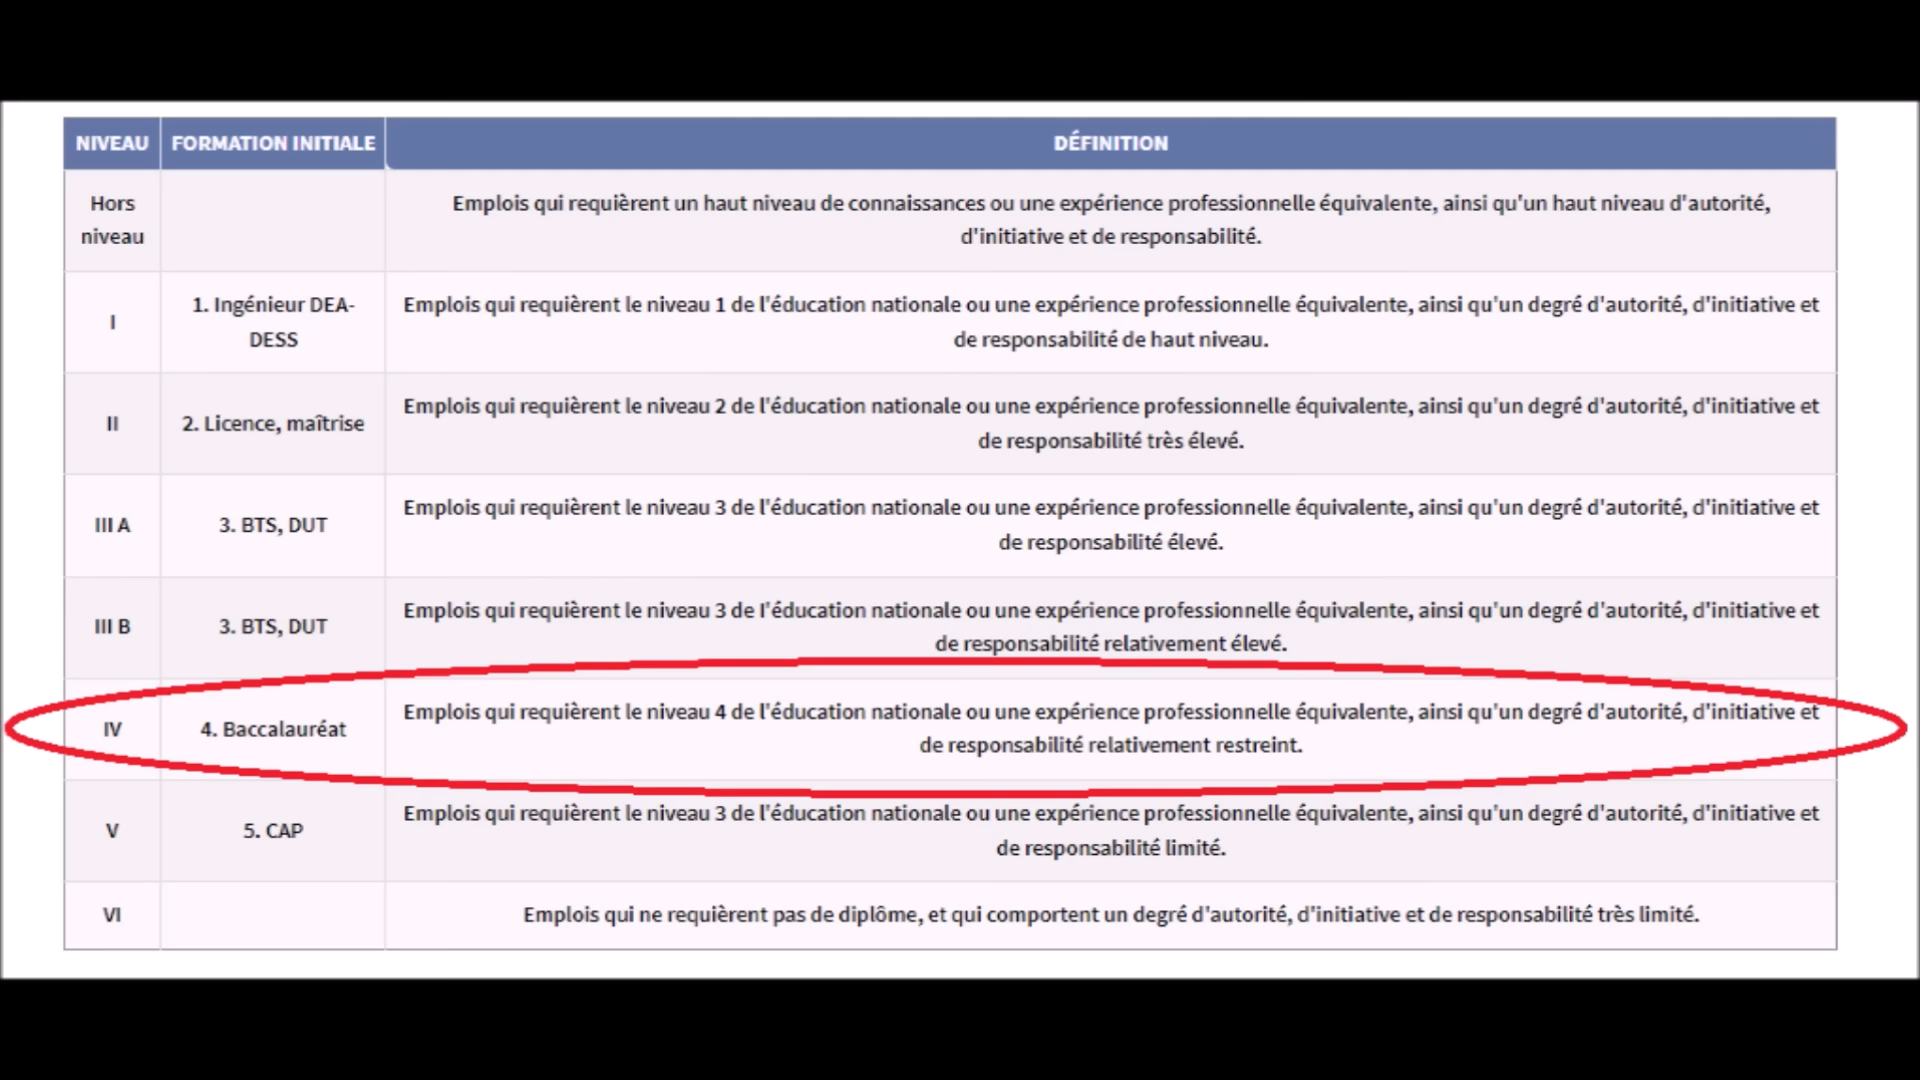 NIVEAU FORMATION INITIALE DÉFINITION
Hors
niveau
Emplois qui requièrent un haut niveau de connaissances ou une expérience professionnelle équivalente, ainsi qu'un haut niveau d'autorité,
d'initiative et de responsabilité.
I
1. Ingénieur DEA-
DESS
Emplois qui requièrent le niveau 1 de l'éducation nationale ou une expérience professionnelle équivalente, ainsi qu'un degré d'autorité, d'initiative et
de responsabilité de haut niveau.
II
2. Licence, maîtrise
Emplois qui requièrent le niveau 2 de l'éducation nationale ou une expérience professionnelle équivalente, ainsi qu'un degré d'autorité, d'initiative et
de responsabilité très élevé.
III A
3. BTS, DUT
Emplois qui requièrent le niveau 3 de l'éducation nationale ou une expérience professionnelle équivalente, ainsi qu'un degré d'autorité, d'initiative et
de responsabilité élevé.
III B
3. BTS, DUT
Emplois qui requièrent le niveau 3 de l'éducation nationale ou une expérience professionnelle équivalente, ainsi qu'un degré d'autorité, d'initiative et
de responsabilité relativement élevé.
IV
4. Baccalauréat
Emplois qui requièrent le niveau 4 de l'éducation nationale ou une expérience professionnelle équivalente, ainsi qu'un degré d'autorité, d'initiative et
de responsabilité relativement restreint.
V
5. CAP
Emplois qui requièrent le niveau 3 de l'éducation nationale ou une expérience professionnelle équivalente, ainsi qu'un degré d'autorité, d'initiative et
de responsabilité limité.
VI
Emplois qui ne requièrent pas de diplôme, et qui comportent un degré d'autorité, d'initiative et de responsabilité très limité.